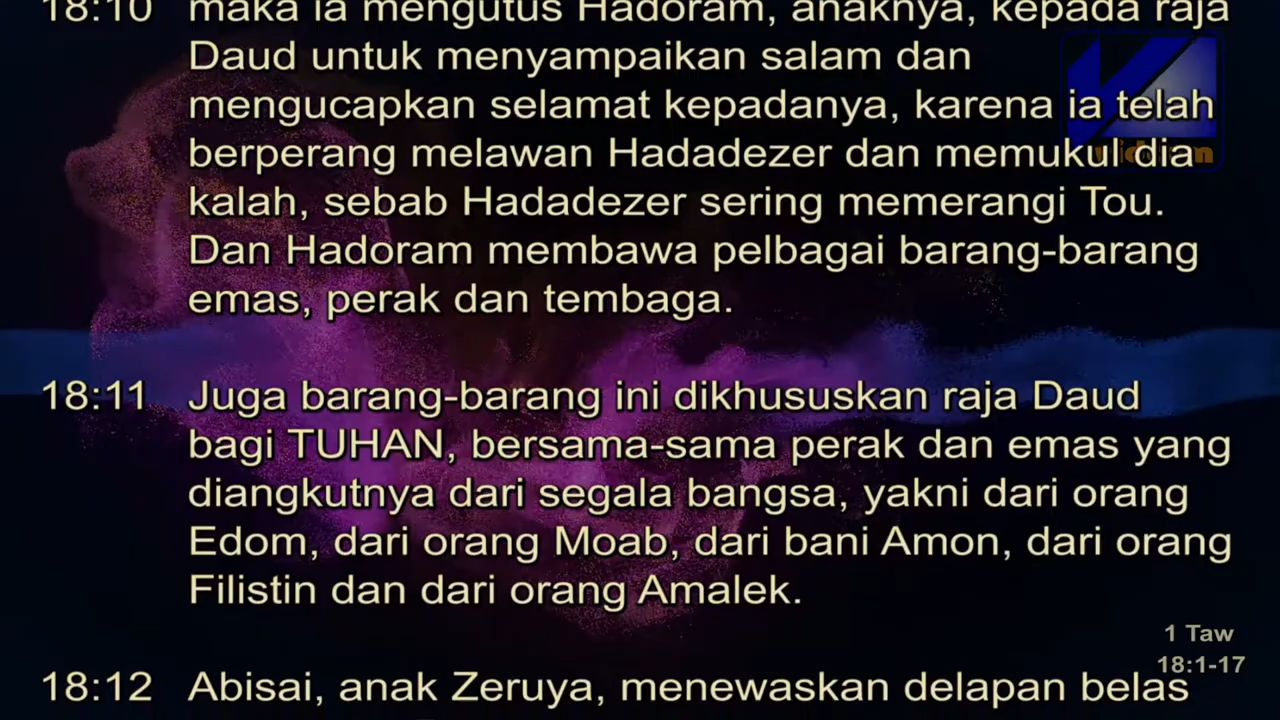 18:10 maka ia mengutus Hadoram, anaknya, kepada raja
Daud untuk menyampaikan salam dan
mengucapkan selamat kepadanya, karena ia telah
berperang melawan Hadadezer dan memukul dia
kalah, sebab Hadadezer sering memerangi Tou.
Dan Hadoram membawa pelbagai barang-barang
emas, perak dan tembaga.
18:11 Juga barang-barang ini dikhususkan raja Daud
bagi TUHAN, bersama-sama perak dan emas yang
diangkutnya dari segala bangsa, yakni dari orang
Edom, dari orang Moab, dari bani Amon, dari orang
Filistin dan dari orang Amalek.
18:12 Abisai, anak Zeruya, menewaskan delapan belas
1 Taw
18:1-17